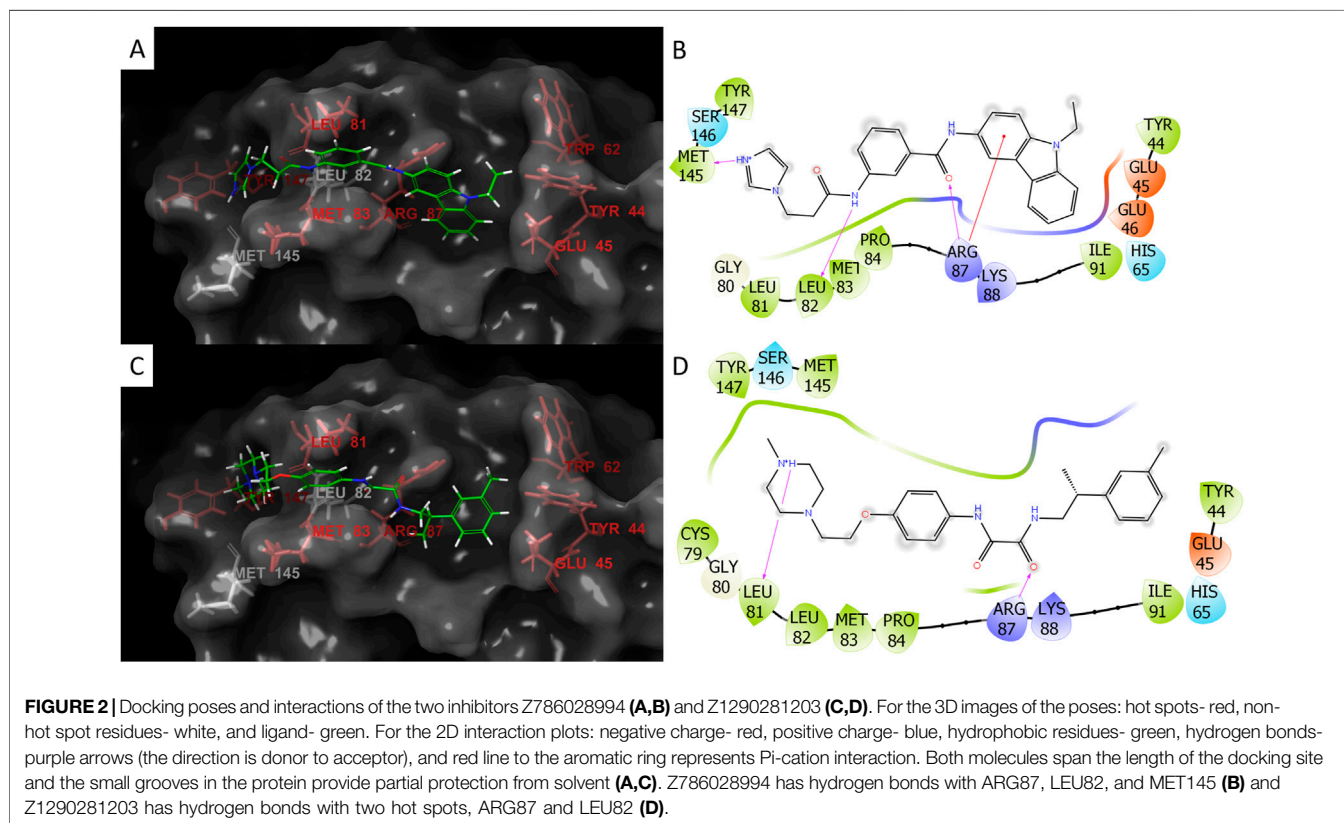 A
LEU 81
TRP 62
LEU 82
MET 83
ARG 87
TYR 44
GLU 45
MET 145
B
TYR
147
SER
146
MET
145
NH⁺
N
O
N
H
O
H
N
N
TYR
44
GLU
45
GLU
46
HIS
65
ILE
91
GLY
80
LEU
81
LEU
82
MET
83
PRO
84
ARG
87
LYS
88
C
LEU 81
TRP 62
LEU 82
MET 83
ARG 87
TYR 44
GLU 45
MET 145
D
TYR
147
SER
146
MET
145
N⁺H
N
O
H
N
O
H
N
O
CYS
79
GLY
80
LEU
81
LEU
82
MET
83
PRO
84
ARG
87
LYS
88
ILE
91
HIS
65
GLU
45
TYR
44
FIGURE 2 | Docking poses and interactions of the two inhibitors Z786028994 (A,B) and Z1290281203 (C,D). For the 3D images of the poses: hot spots- red, non-
hot spot residues- white, and ligand- green. For the 2D interaction plots: negative charge- red, positive charge- blue, hydrophobic residues- green, hydrogen bonds-
purple arrows (the direction is donor to acceptor), and red line to the aromatic ring represents Pi-cation interaction. Both molecules span the length of the docking site
and the small grooves in the protein provide partial protection from solvent (A,C). Z786028994 has hydrogen bonds with ARG87, LEU82, and MET145 (B) and
Z1290281203 has hydrogen bonds with two hot spots, ARG87 and LEU82 (D).